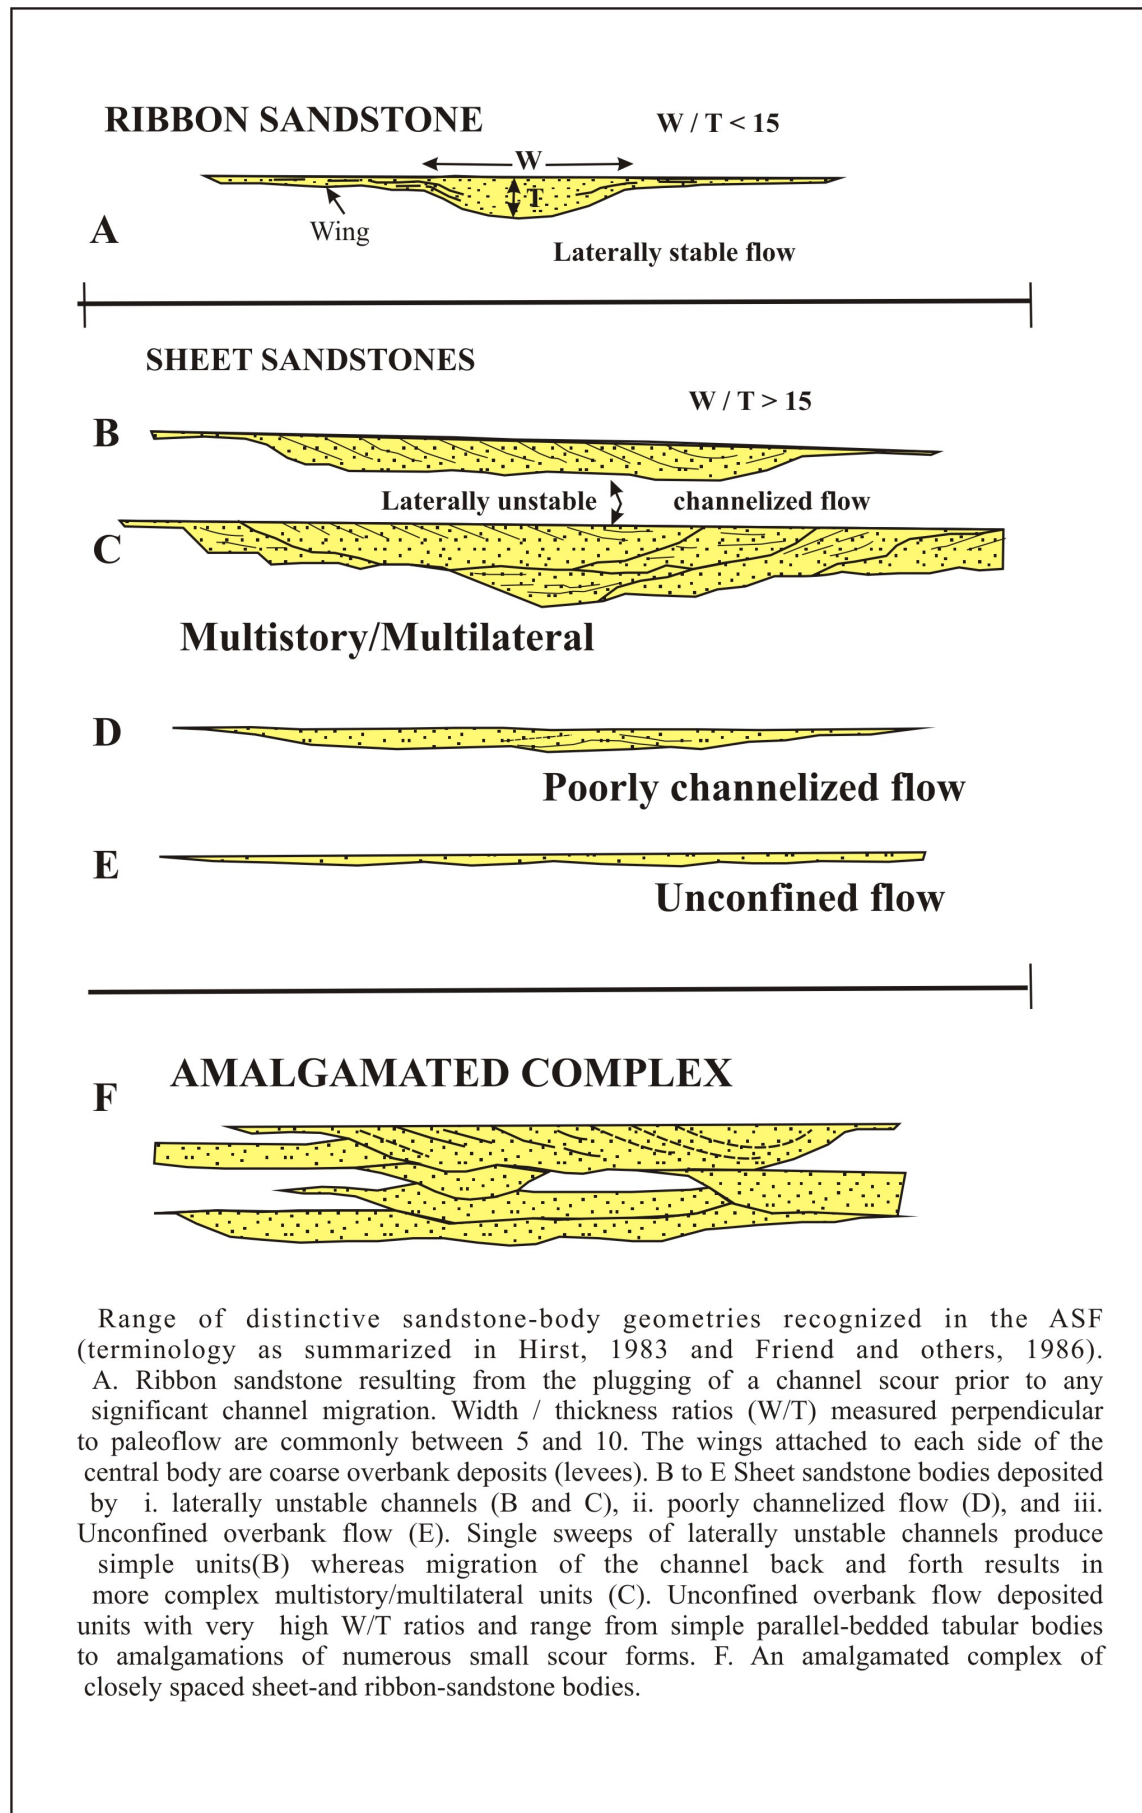 RIBBON SANDSTONE
W / T < 15
W
T
Wing
A
Laterally stable flow
SHEET SANDSTONES
W / T > 15
B
Laterally unstable channelized flow
C
Multistory/Multilateral
D
Poorly channelized flow
E
Unconfined flow
AMALGAMATED COMPLEX
F
Range of distinctive sandstone-body geometries recognized in the ASF
(terminology as summarized in Hirst, 1983 and Friend and others, 1986).
A. Ribbon sandstone resulting from the plugging of a channel scour prior to any
significant channel migration. Width / thickness ratios (W/T) measured perpendicular
to paleoflow are commonly between 5 and 10. The wings attached to each side of the
central body are coarse overbank deposits (levees). B to E Sheet sandstone bodies deposited
by i. laterally unstable channels (B and C), ii. poorly channelized flow (D), and iii.
Unconfined overbank flow (E). Single sweeps of laterally unstable channels produce
simple units(B) whereas migration of the channel back and forth results in
more complex multistory/multilateral units (C). Unconfined overbank flow deposited
units with very high W/T ratios and range from simple parallel-bedded tabular bodies
to amalgamations of numerous small scour forms. F. An amalgamated complex of
closely spaced sheet-and ribbon-sandstone bodies.